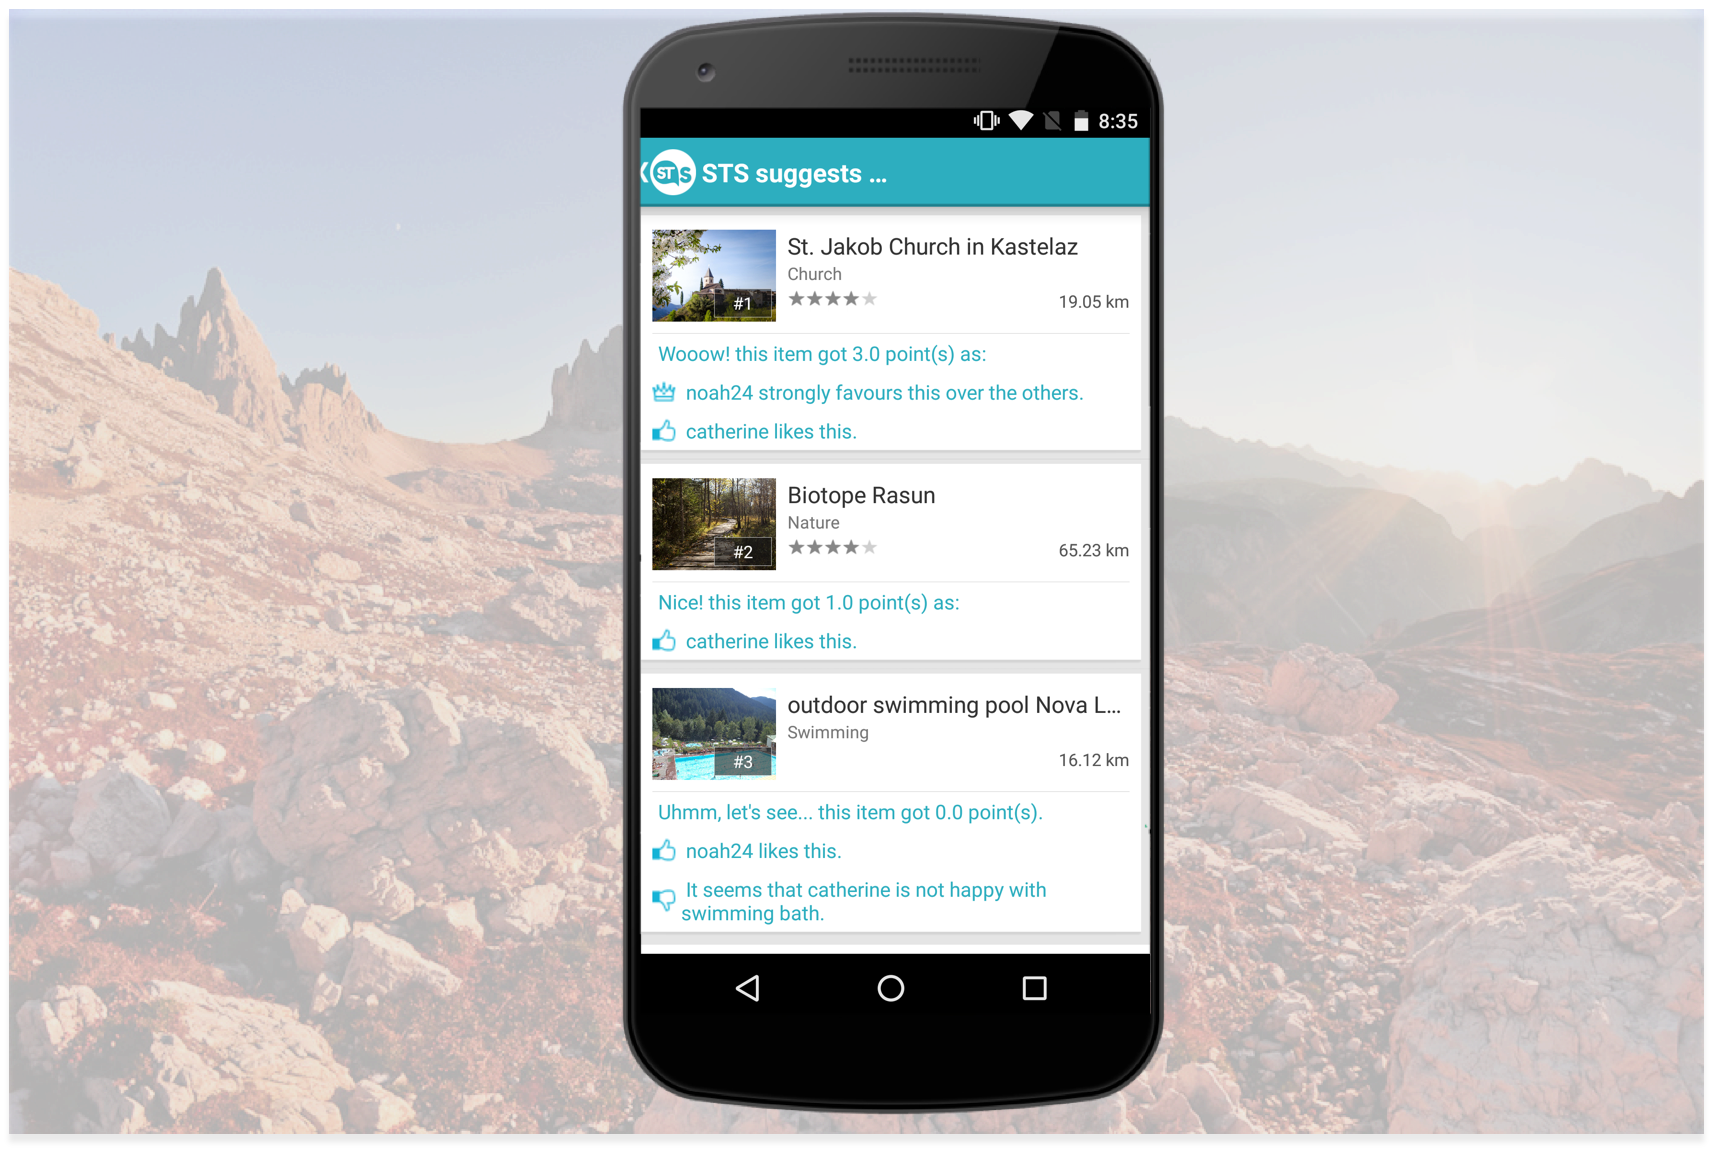 8:35
STS STS suggests ...
St. Jakob Church in Kastelaz
Church
#1
19.05 km
Wooow! this item got 3.0 point(s) as:
noah24 strongly favours this over the others.
catherine likes this.
Biotope Rasun
Nature
#2
65.23 km
Nice! this item got 1.0 point(s) as:
catherine likes this.
outdoor swimming pool Nova L...
Swimming
#3
16.12 km
Uhmm, let's see... this item got 0.0 point(s).
noah24 likes this.
It seems that catherine is not happy with
swimming bath.